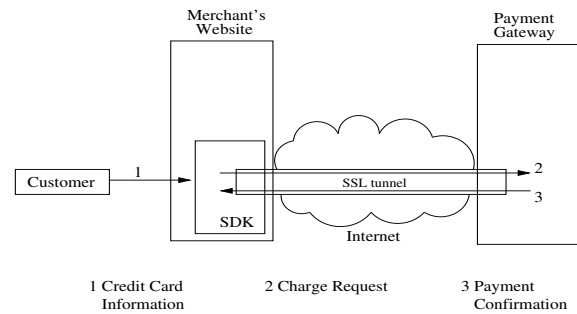 Merchant's
Website
Payment
Gateway
Customer
1
2
SSL tunnel
3
SDK
Internet
1 Credit Card
Information
2 Charge Request
3 Payment
Confirmation